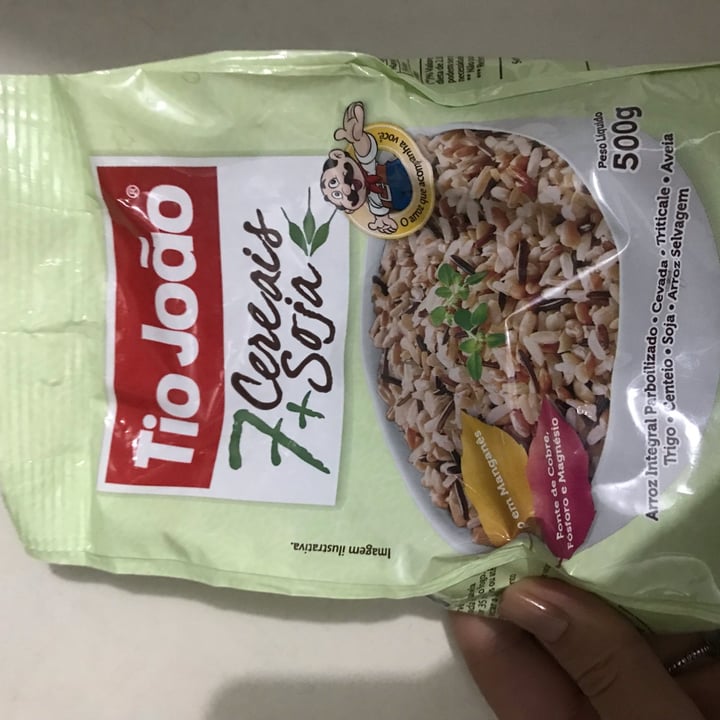 Tio João®
7 Cereais
+ Soja
O arroz que acompanha você.
Peso Líquido
500g
em Manganês
Fonte de Cobre,
Fósforo e Magnésio
Arroz Integral Parboilizado • Cevada • Triticale • Aveia
Trigo • Centeio • Soja • Arroz Selvagem
Imagem ilustrativa.